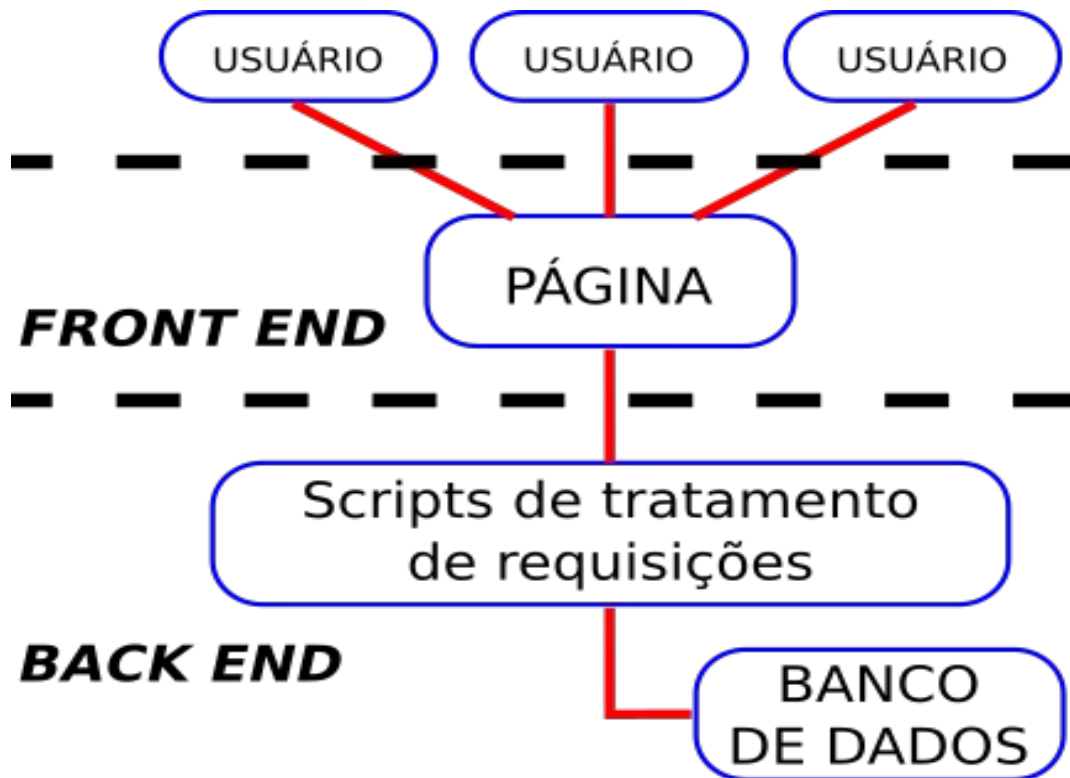 USUÁRIO
USUÁRIO
USUÁRIO
PÁGINA
FRONT END
Scripts de tratamento
de requisições
BACK END
BANCO
DE DADOS